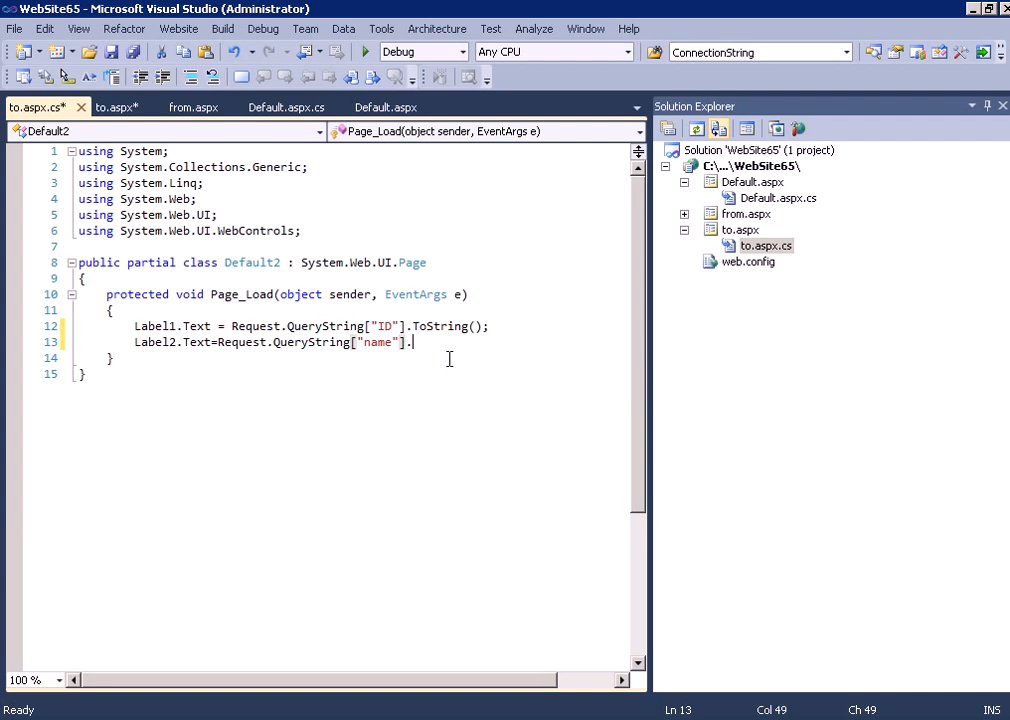 WebSite65 - Microsoft Visual Studio (Administrator)
File Edit View Refactor Website Build Debug Team Data Tools Architecture Test Analyze Window Help
Debug Any CPU ConnectionString
to.aspx.cs* to.aspx* from.aspx Default.aspx.cs Default.aspx
Default2 Page_Load(object sender, EventArgs e)
1 using System;
2 using System.Collections.Generic;
3 using System.Linq;
4 using System.Web;
5 using System.Web.UI;
6 using System.Web.UI.WebControls;
7
8 public partial class Default2 : System.Web.UI.Page
9 {
10 protected void Page_Load(object sender, EventArgs e)
11 {
12 Label1.Text = Request.QueryString["ID"].ToString();
13 Label2.Text=Request.QueryString["name"].
14 }
15 }
100 %
Solution Explorer
Solution 'WebSite65' (1 project)
C:\...\WebSite65\
Default.aspx
Default.aspx.cs
from.aspx
to.aspx
to.aspx.cs
web.config
Ready Ln 13 Col 49 Ch 49 INS